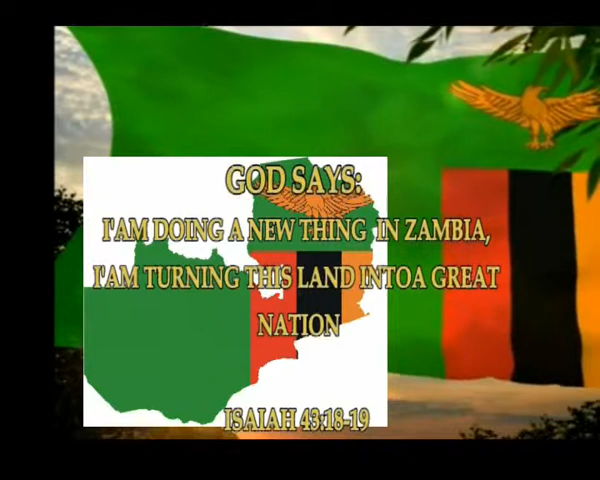 GOD SAYS:
I'AM DOING A NEW THING IN ZAMBIA,
I'AM TURNING THIS LAND INTOA GREAT
NATION
ISAIAH 43:18-19